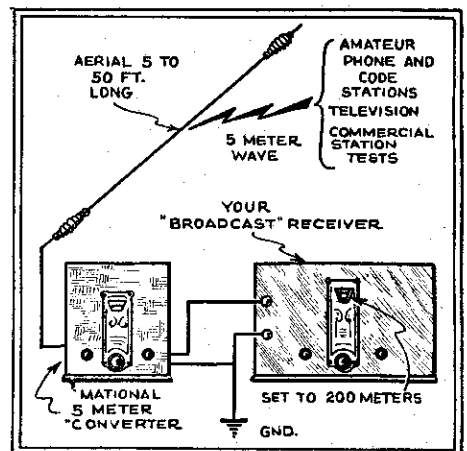 AERIAL 5 TO
50 FT.
LONG
AMATEUR
PHONE AND
CODE
STATIONS
TELEVISION
COMMERCIAL
STATION
TESTS
5 METER
WAVE
YOUR
"BROADCAST" RECEIVER
MATIONAL
5 METER
"CONVERTER
SET TO 200 METERS
GND.